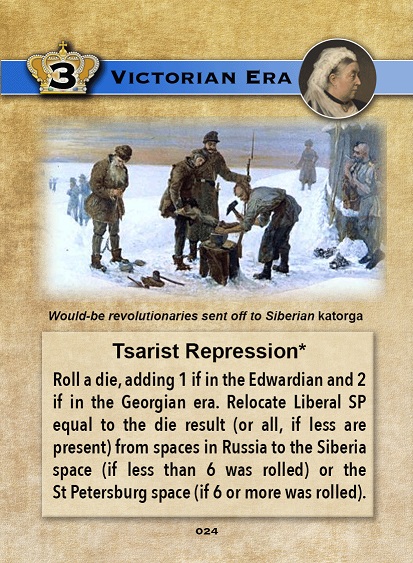 3 Victorian Era
Would-be revolutionaries sent off to Siberian katorga
Tsarist Repression*
Roll a die, adding 1 if in the Edwardian and 2
if in the Georgian era. Relocate Liberal SP
equal to the die result (or all, if less are
present) from spaces in Russia to the Siberia
space (if less than 6 was rolled) or the
St Petersburg space (if 6 or more was rolled).
024